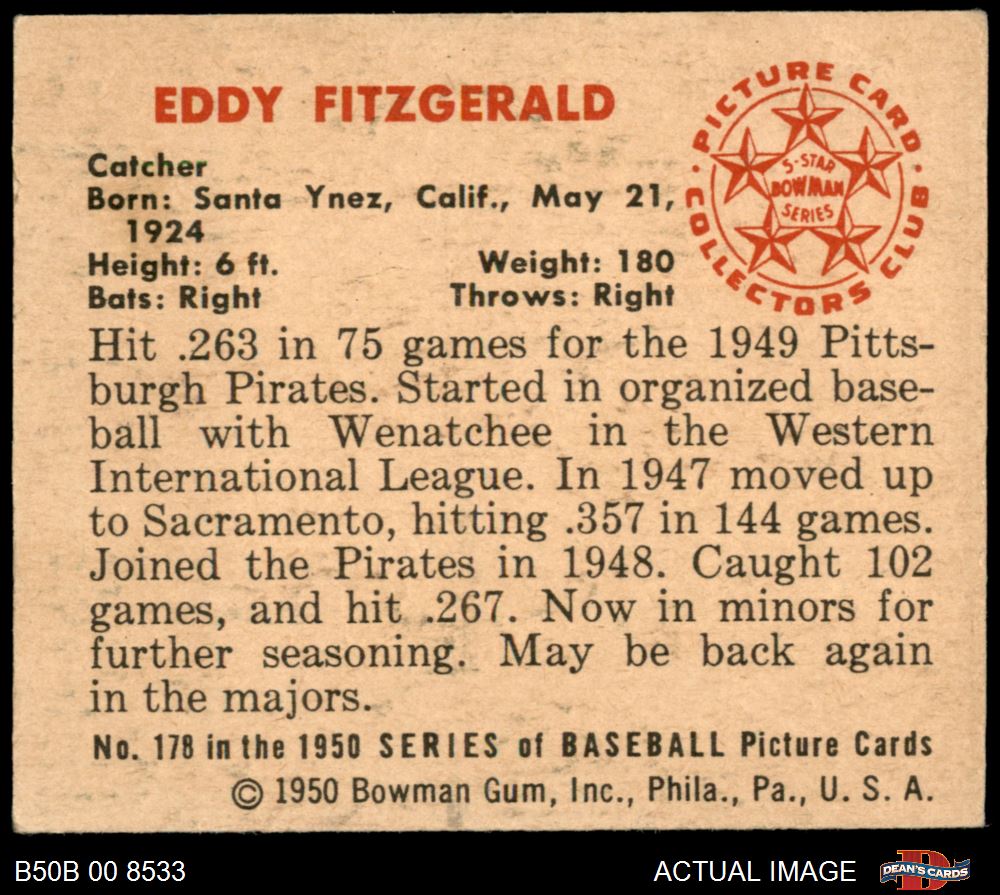 EDDY FITZGERALD
Catcher
Born: Santa Ynez, Calif., May 21,
1924
Height: 6 ft. Weight: 180
Bats: Right Throws: Right
· PICTURE CARD · COLLECTORS CLUB
5-STAR
BOWMAN
SERIES
Hit .263 in 75 games for the 1949 Pitts-
burgh Pirates. Started in organized base-
ball with Wenatchee in the Western
International League. In 1947 moved up
to Sacramento, hitting .357 in 144 games.
Joined the Pirates in 1948. Caught 102
games, and hit .267. Now in minors for
further seasoning. May be back again
in the majors.
No. 178 in the 1950 SERIES of BASEBALL Picture Cards
© 1950 Bowman Gum, Inc., Phila., Pa., U. S. A.
B50B 00 8533
ACTUAL IMAGE
D
DEAN'S CARDS